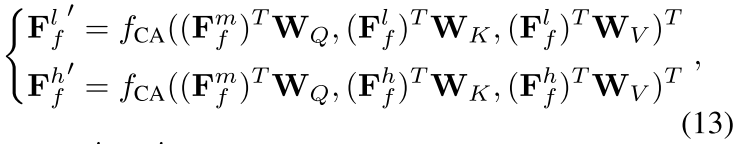 {F_f^l′ = f_CA((F_f^m)^T W_Q, (F_f^l)^T W_K, (F_f^l)^T W_V)^T
F_f^h′ = f_CA((F_f^m)^T W_Q, (F_f^h)^T W_K, (F_f^h)^T W_V)^T ,
(13)